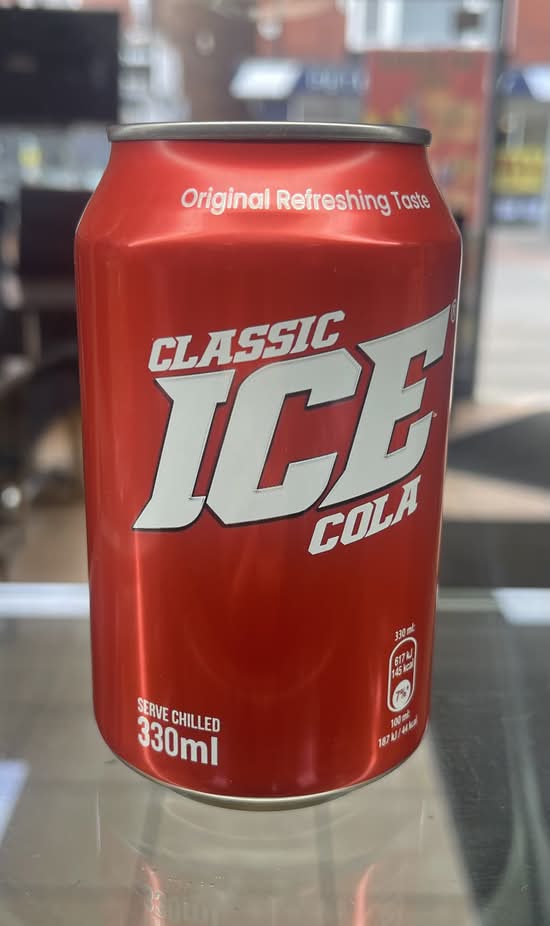 Original Refreshing Taste
CLASSIC
ICE
COLA
330 ml:
617 kJ
145 kcal
7%*
SERVE CHILLED
330ml
100 ml:
187 kJ / 44 kcal